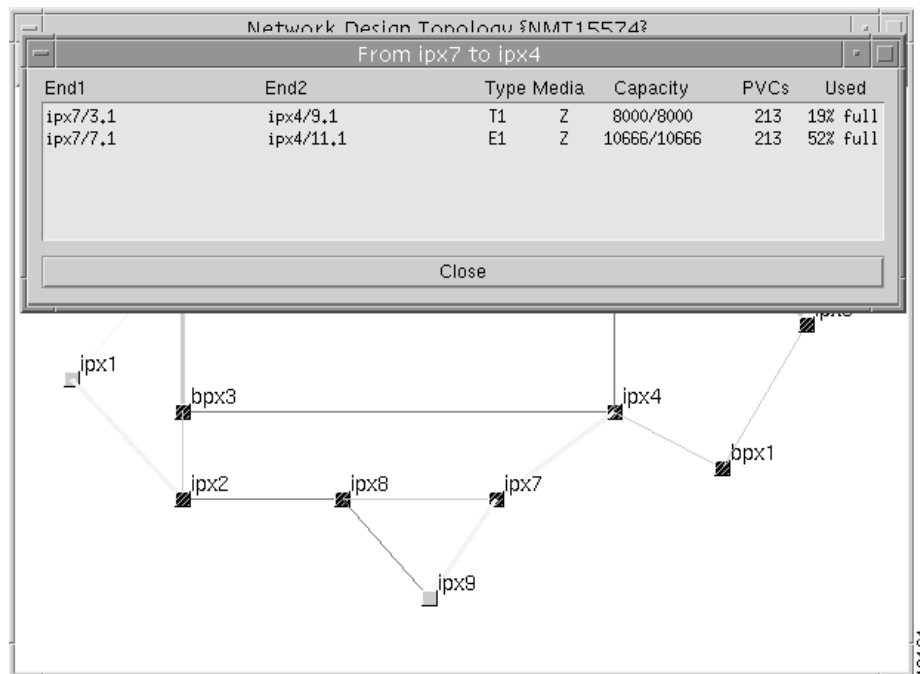 Network Design Topology {NMT15574}
From ipx7 to ipx4
End1 End2 Type Media Capacity PVCs Used
ipx7/3.1 ipx4/9.1 T1 Z 8000/8000 213 19% full
ipx7/7.1 ipx4/11.1 E1 Z 10666/10666 213 52% full
Close
ipx1
bpx3
ipx4
bpx1
ipx2
ipx8
ipx7
ipx9